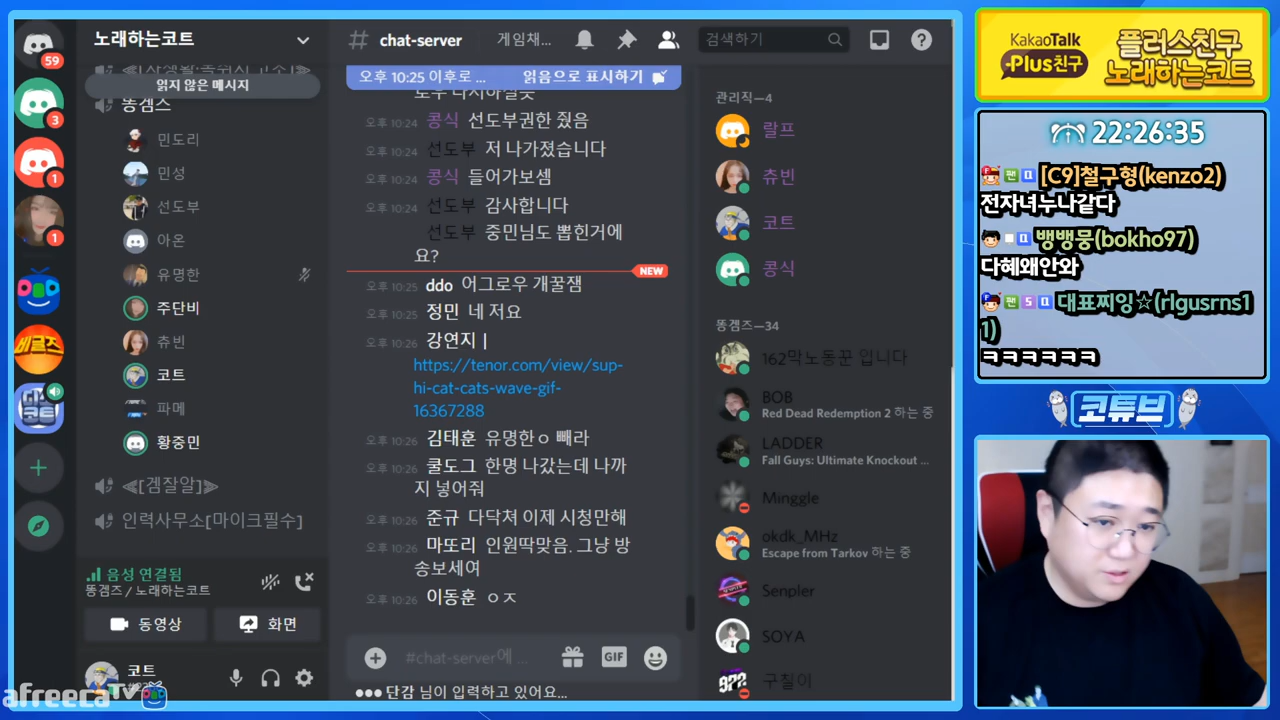 59
3
1
1
노래하는코트
읽지 않은 메시지
똥겜즈
민도리
민성
선도부
아온
유명한
주단비
츄빈
코트
파메
황중민
≪[겜잘알]≫
인력사무소[마이크필수]
음성 연결됨
똥겜즈 / 노래하는코트
동영상
화면
코트
afreecaTV
비글즈
# chat-server
게임채...
검색하기
오후 10:25 이후로 ...
읽음으로 표시하기
오후 10:24 콩식 선도부권한 줬음
오후 10:24 선도부 저 나가졌습니다
오후 10:24 콩식 들어가보셈
오후 10:24 선도부 감사합니다
선도부 중민님도 뽑힌거에
요?
NEW
오후 10:25 ddo 어그로우 개꿀잼
오후 10:25 정민 네 저요
오후 10:26 강연지 |
https://tenor.com/view/sup-
hi-cat-cats-wave-gif-
16367288
오후 10:26 김태훈 유명한ㅇ 빼라
오후 10:26 쿨도그 한명 나갔는데 나까
지 넣어줘
오후 10:26 준규 다닥쳐 이제 시청만해
오후 10:26 마또리 인원딱맞음. 그냥 방
송보세여
오후 10:26 이동훈 ㅇㅈ
#chat-server에 ...
GIF
단감 님이 입력하고 있어요...
관리직—4
랄프
츄빈
코트
콩식
똥겜즈—34
162막노동꾼 업니다
BOB
Red Dead Redemption 2 하는 중
LADDER
Fall Guys: Ultimate Knockout ...
Minggle
okdk_MHz
Escape from Tarkov 하는 중
Senpler
SOYA
구칠이
KakaoTalk
Plus친구
플러스친구
노래하는코트
22:26:35
팬 [C9]철구형(kenzo2)
전자녀누나같다
뱅뱅뭉(bokho97)
다혜왜안와
팬 S 대표찌잉☆(rlgusrns1
1)
ㅋㅋㅋㅋㅋㅋ
코튜브